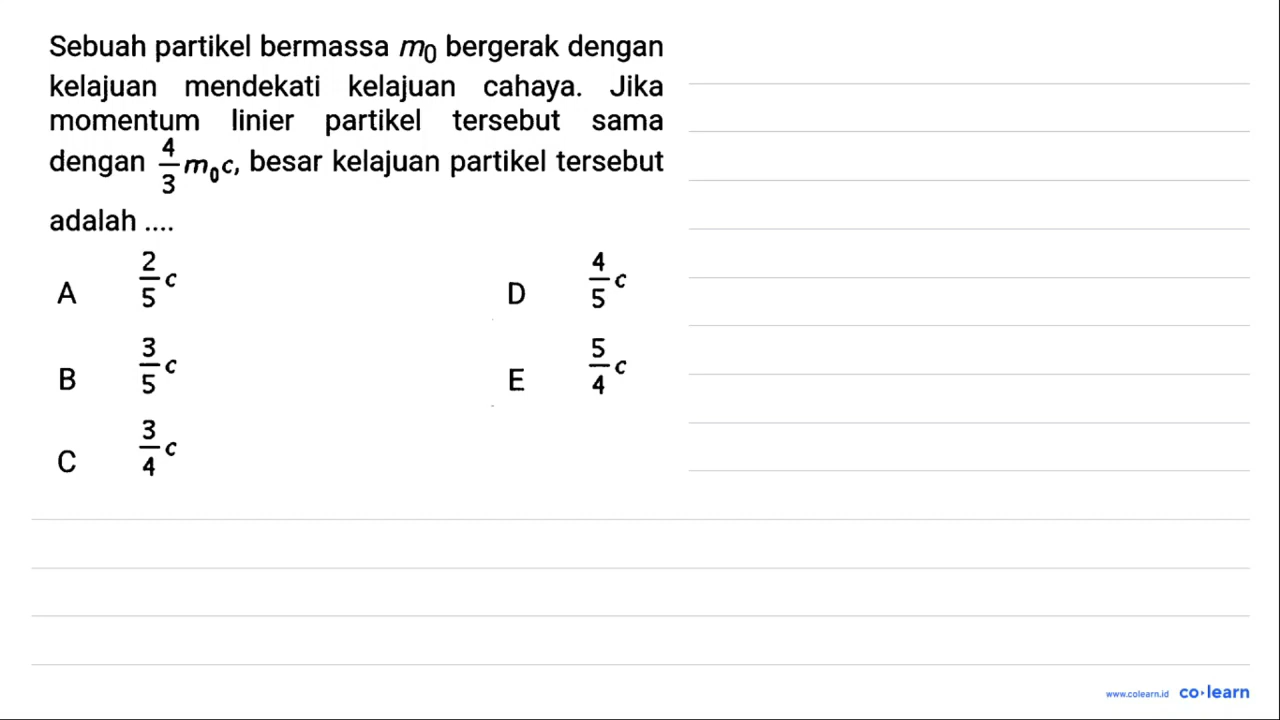 Sebuah partikel bermassa m₀ bergerak dengan
kelajuan mendekati kelajuan cahaya. Jika
momentum linier partikel tersebut sama
dengan 4/3 m₀c, besar kelajuan partikel tersebut
adalah ....
A 2/5 c
B 3/5 c
C 3/4 c
D 4/5 c
E 5/4 c
www.colearn.id co·learn